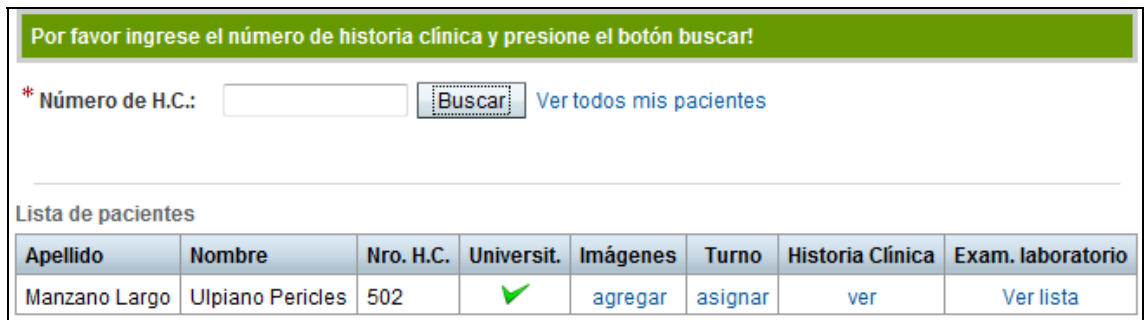 Por favor ingrese el número de historia clínica y presione el botón buscar!
* Número de H.C.: Buscar Ver todos mis pacientes
Lista de pacientes
Apellido Nombre Nro. H.C. Universit. Imágenes Turno Historia Clínica Exam. laboratorio
Manzano Largo Ulpiano Pericles 502 agregar asignar ver Ver lista